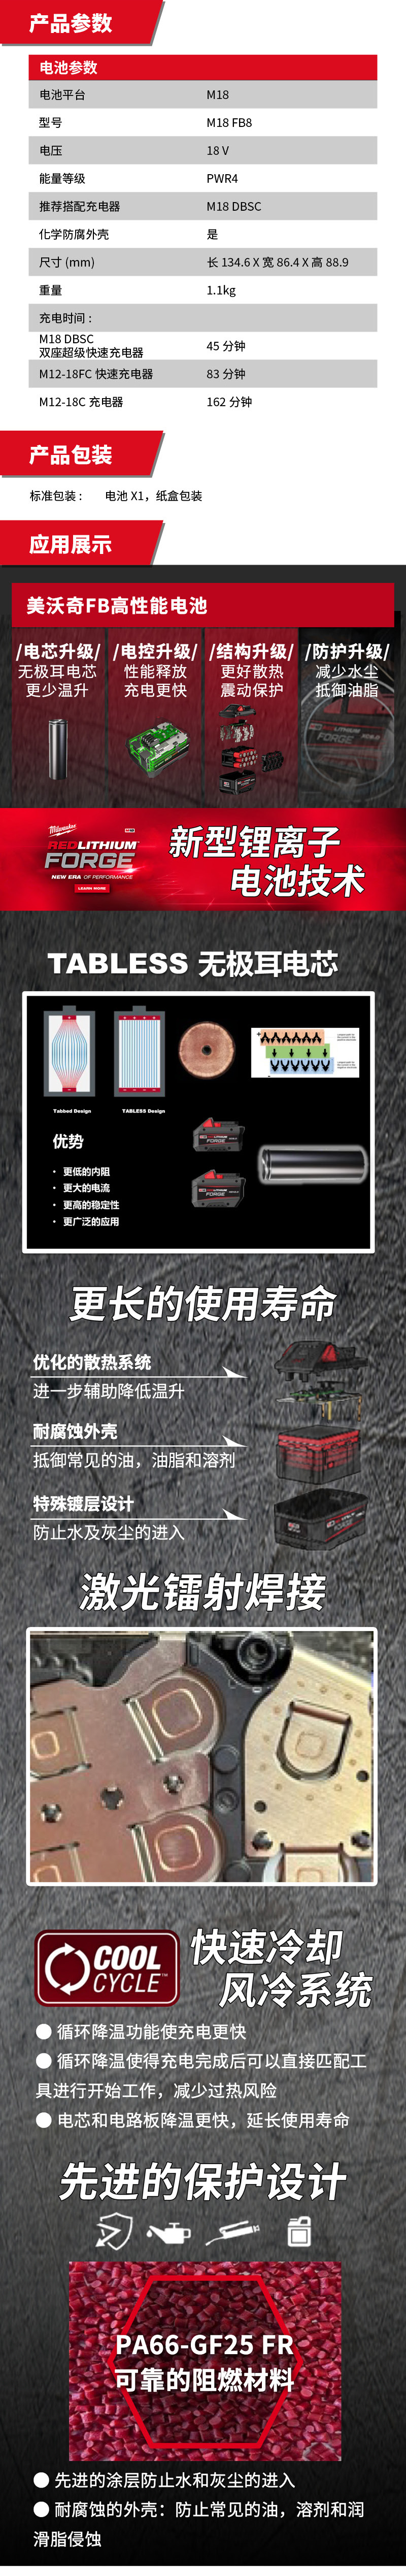 产品参数
电池参数
电池平台 M18
型号 M18 FB8
电压 18 V
能量等级 PWR4
推荐搭配充电器 M18 DBSC
化学防腐外壳 是
尺寸 (mm) 长 134.6 X 宽 86.4 X 高 88.9
重量 1.1kg
充电时间 :
M18 DBSC
双座超级快速充电器 45 分钟
M12-18FC 快速充电器 83 分钟
M12-18C 充电器 162 分钟
产品包装
标准包装： 电池 X1，纸盒包装
应用展示
美沃奇FB高性能电池
/电芯升级/
无极耳电芯
更少温升
/电控升级/
性能释放
充电更快
/结构升级/
更好散热
震动保护
/防护升级/
减少水尘
抵御油脂
LITHIUM
FORGE
Milwaukee
REDLITHIUM
FORGE
NEW ERA OF PERFORMANCE
LEARN MORE
新型锂离子
电池技术
TABLESS 无极耳电芯
Tabbed Design
TABLESS Design
优势
· 更低的内阻
· 更大的电流
· 更高的稳定性
· 更广泛的应用
FORGE
FORGE
更长的使用寿命
优化的散热系统
进一步辅助降低温升
耐腐蚀外壳
抵御常见的油，油脂和溶剂
特殊镀层设计
防止水及灰尘的进入
激光镭射焊接
COOL
CYCLE™
快速冷却
风冷系统
● 循环降温功能使充电更快
● 循环降温使得充电完成后可以直接匹配工
具进行开始工作，减少过热风险
● 电芯和电路板降温更快，延长使用寿命
先进的保护设计
PA66-GF25 FR
可靠的阻燃材料
● 先进的涂层防止水和灰尘的进入
● 耐腐蚀的外壳：防止常见的油，溶剂和润
滑脂侵蚀